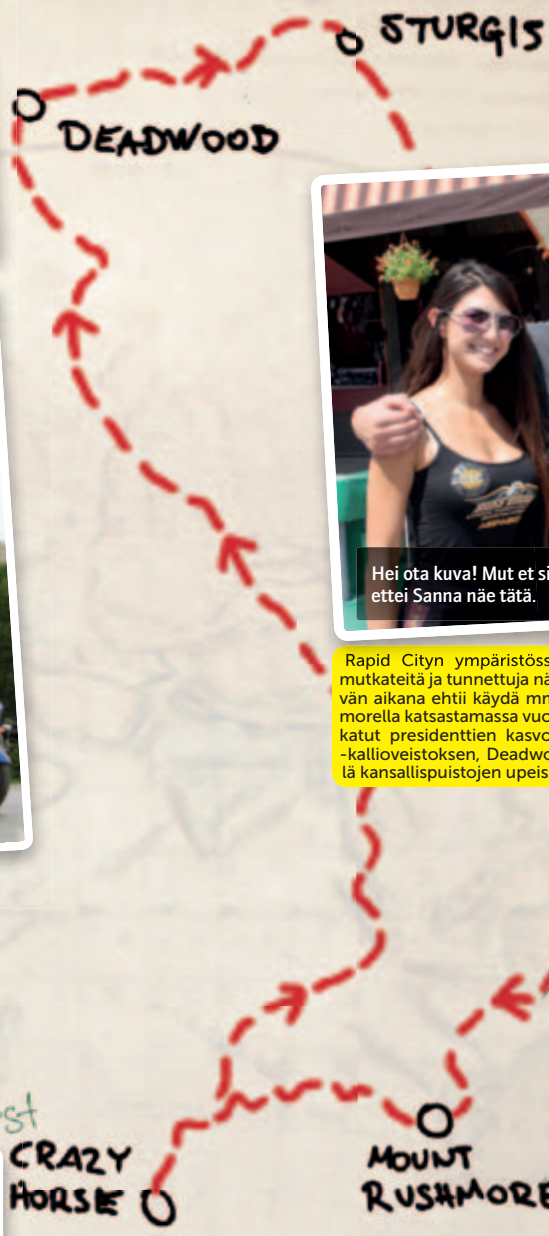 STURGIS
DEADWOOD
Hei ota kuva! Mut et si
ettei Sanna näe tätä.
Rapid Cityn ympäristöss
mutkateitä ja tunnettuja nä
vän aikana ehtii käydä mm
morella katsastamassa vuo
katut presidenttien kasvo
-kallioveistoksen, Deadwo
lä kansallispuistojen upeis
st
CRAZY
HORSE
MOUNT
RUSHMORE